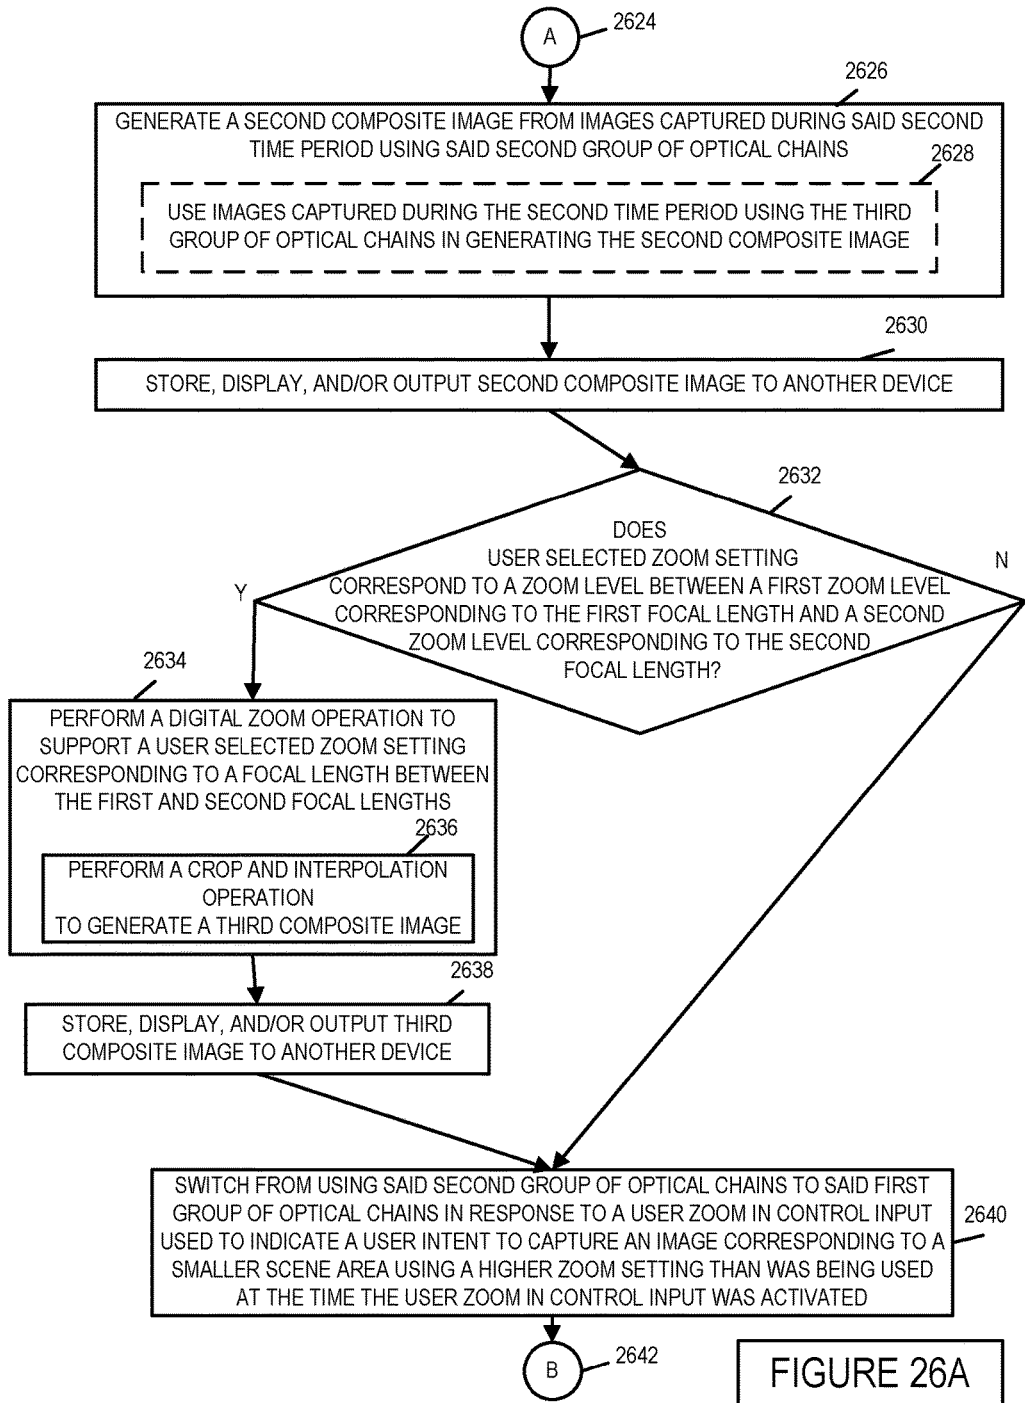 A
2624
2626
GENERATE A SECOND COMPOSITE IMAGE FROM IMAGES CAPTURED DURING SAID SECOND
TIME PERIOD USING SAID SECOND GROUP OF OPTICAL CHAINS
2628
USE IMAGES CAPTURED DURING THE SECOND TIME PERIOD USING THE THIRD
GROUP OF OPTICAL CHAINS IN GENERATING THE SECOND COMPOSITE IMAGE
2630
STORE, DISPLAY, AND/OR OUTPUT SECOND COMPOSITE IMAGE TO ANOTHER DEVICE
2632
DOES
USER SELECTED ZOOM SETTING
CORRESPOND TO A ZOOM LEVEL BETWEEN A FIRST ZOOM LEVEL
CORRESPONDING TO THE FIRST FOCAL LENGTH AND A SECOND
ZOOM LEVEL CORRESPONDING TO THE SECOND
FOCAL LENGTH?
Y
N
2634
PERFORM A DIGITAL ZOOM OPERATION TO
SUPPORT A USER SELECTED ZOOM SETTING
CORRESPONDING TO A FOCAL LENGTH BETWEEN
THE FIRST AND SECOND FOCAL LENGTHS
2636
PERFORM A CROP AND INTERPOLATION
OPERATION
TO GENERATE A THIRD COMPOSITE IMAGE
2638
STORE, DISPLAY, AND/OR OUTPUT THIRD
COMPOSITE IMAGE TO ANOTHER DEVICE
SWITCH FROM USING SAID SECOND GROUP OF OPTICAL CHAINS TO SAID FIRST
GROUP OF OPTICAL CHAINS IN RESPONSE TO A USER ZOOM IN CONTROL INPUT
USED TO INDICATE A USER INTENT TO CAPTURE AN IMAGE CORRESPONDING TO A
SMALLER SCENE AREA USING A HIGHER ZOOM SETTING THAN WAS BEING USED
AT THE TIME THE USER ZOOM IN CONTROL INPUT WAS ACTIVATED
2640
B
2642
FIGURE 26A